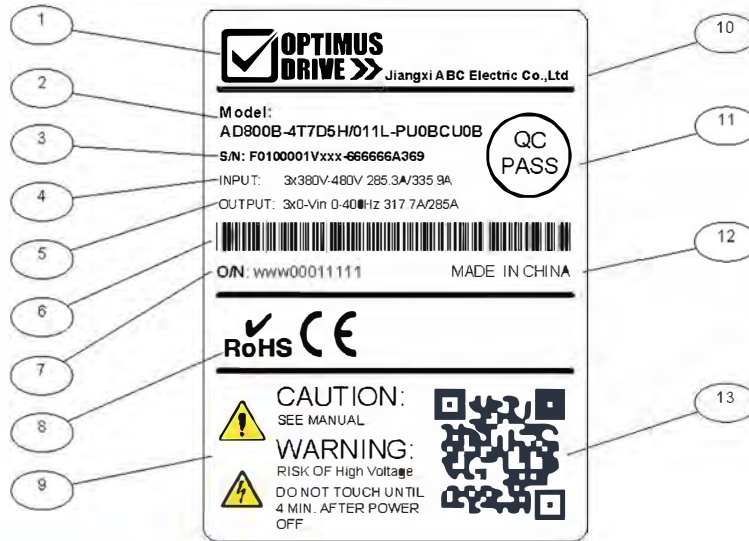 1
2
3
4
5
6
7
8
9
10
11
12
13
OPTIMUS
DRIVE
Jiangxi ABC Electric Co.,Ltd
Model:
AD800B-4T7D5H/011L-PU0BCU0B
S/N: F0100001Vxxx-666666A369
QC
PASS
INPUT: 3x380V-480V 285.3A/335.9A
OUTPUT: 3x0-Vin 0-400Hz 317.7A/285A
O/N: www00011111
MADE IN CHINA
RoHS CE
CAUTION:
SEE MANUAL
WARNING:
RISK OF High Voltage
DO NOT TOUCH UNTIL
4 MIN. AFTER POWER
OFF